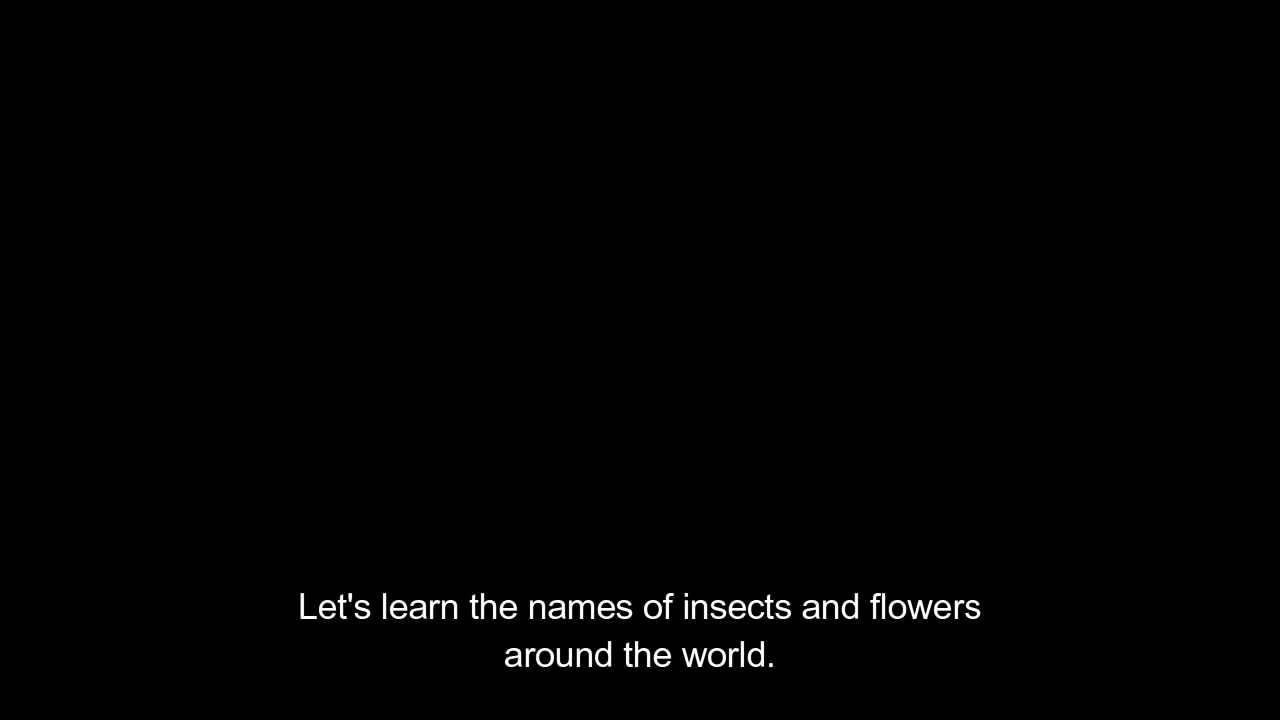 Let's learn the names of insects and flowers
around the world.